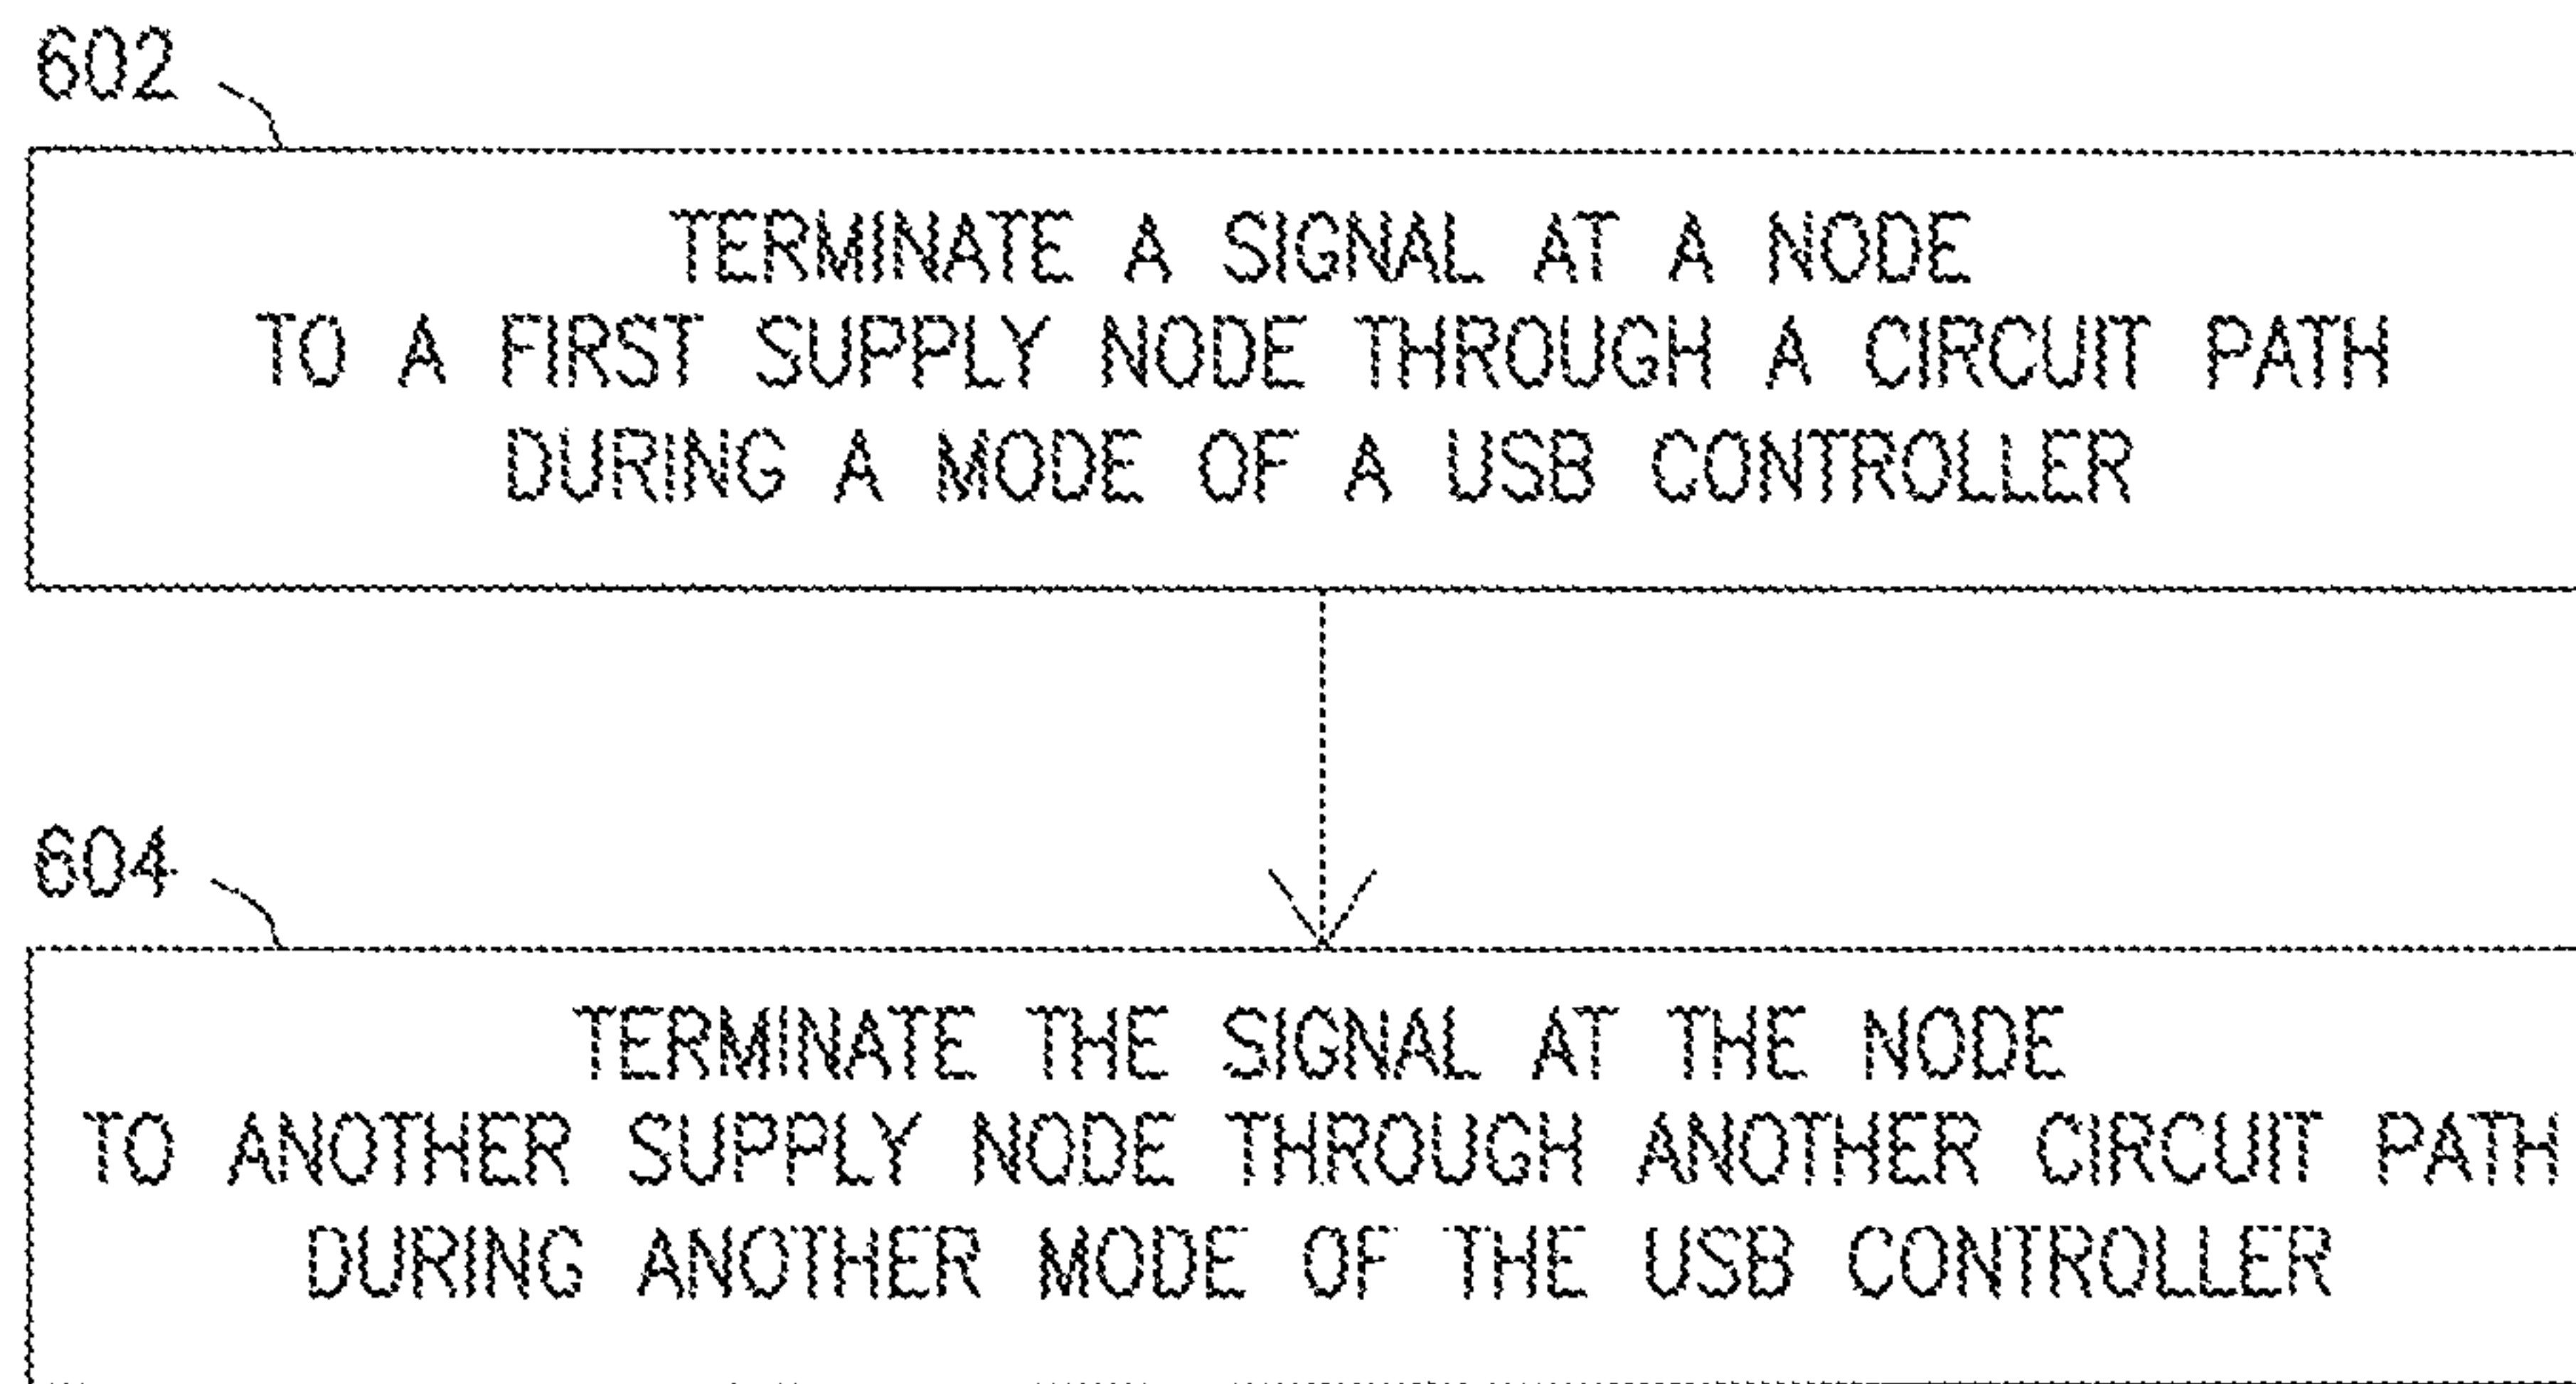 602
TERMINATE A SIGNAL AT A NODE
TO A FIRST SUPPLY NODE THROUGH A CIRCUIT PATH
DURING A MODE OF A USB CONTROLLER
604
TERMINATE THE SIGNAL AT THE NODE
TO ANOTHER SUPPLY NODE THROUGH ANOTHER CIRCUIT PATH
DURING ANOTHER MODE OF THE USB CONTROLLER